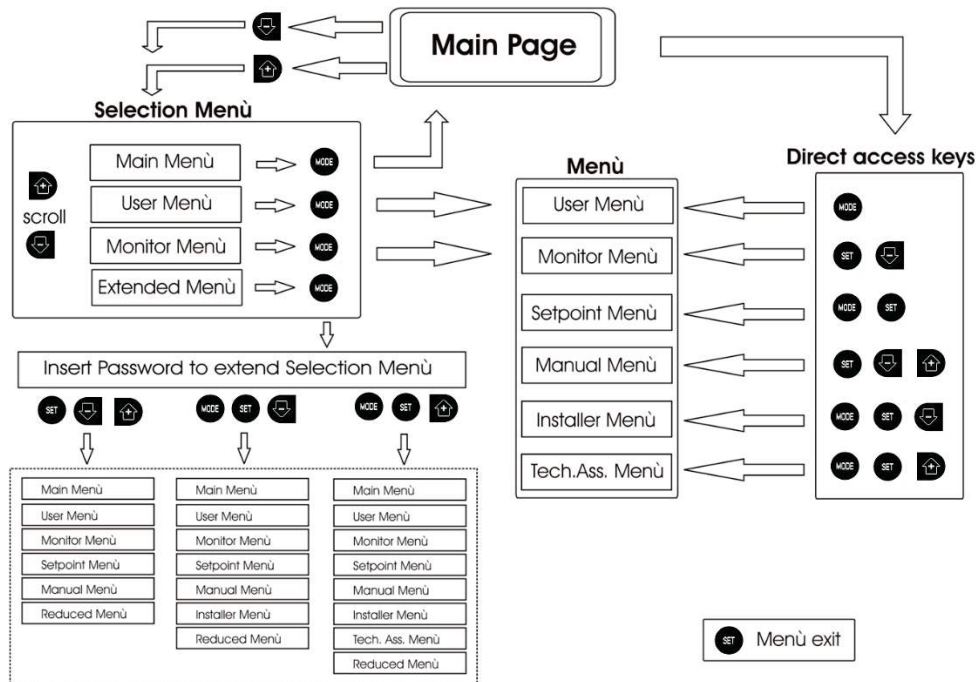 Main Page
Selection Menù
Main Menù
MODE
User Menù
MODE
scroll
Monitor Menù
MODE
Extended Menù
MODE
Insert Password to extend Selection Menù
SET
MODE SET
MODE SET
Main Menù
User Menù
Monitor Menù
Setpoint Menù
Manual Menù
Reduced Menù
Main Menù
User Menù
Monitor Menù
Setpoint Menù
Manual Menù
Installer Menù
Reduced Menù
Main Menù
User Menù
Monitor Menù
Setpoint Menù
Manual Menù
Installer Menù
Tech. Ass. Menù
Reduced Menù
Menù
User Menù
Monitor Menù
Setpoint Menù
Manual Menù
Installer Menù
Tech.Ass. Menù
Direct access keys
MODE
SET
MODE SET
SET
MODE SET
MODE SET
SET Menù exit